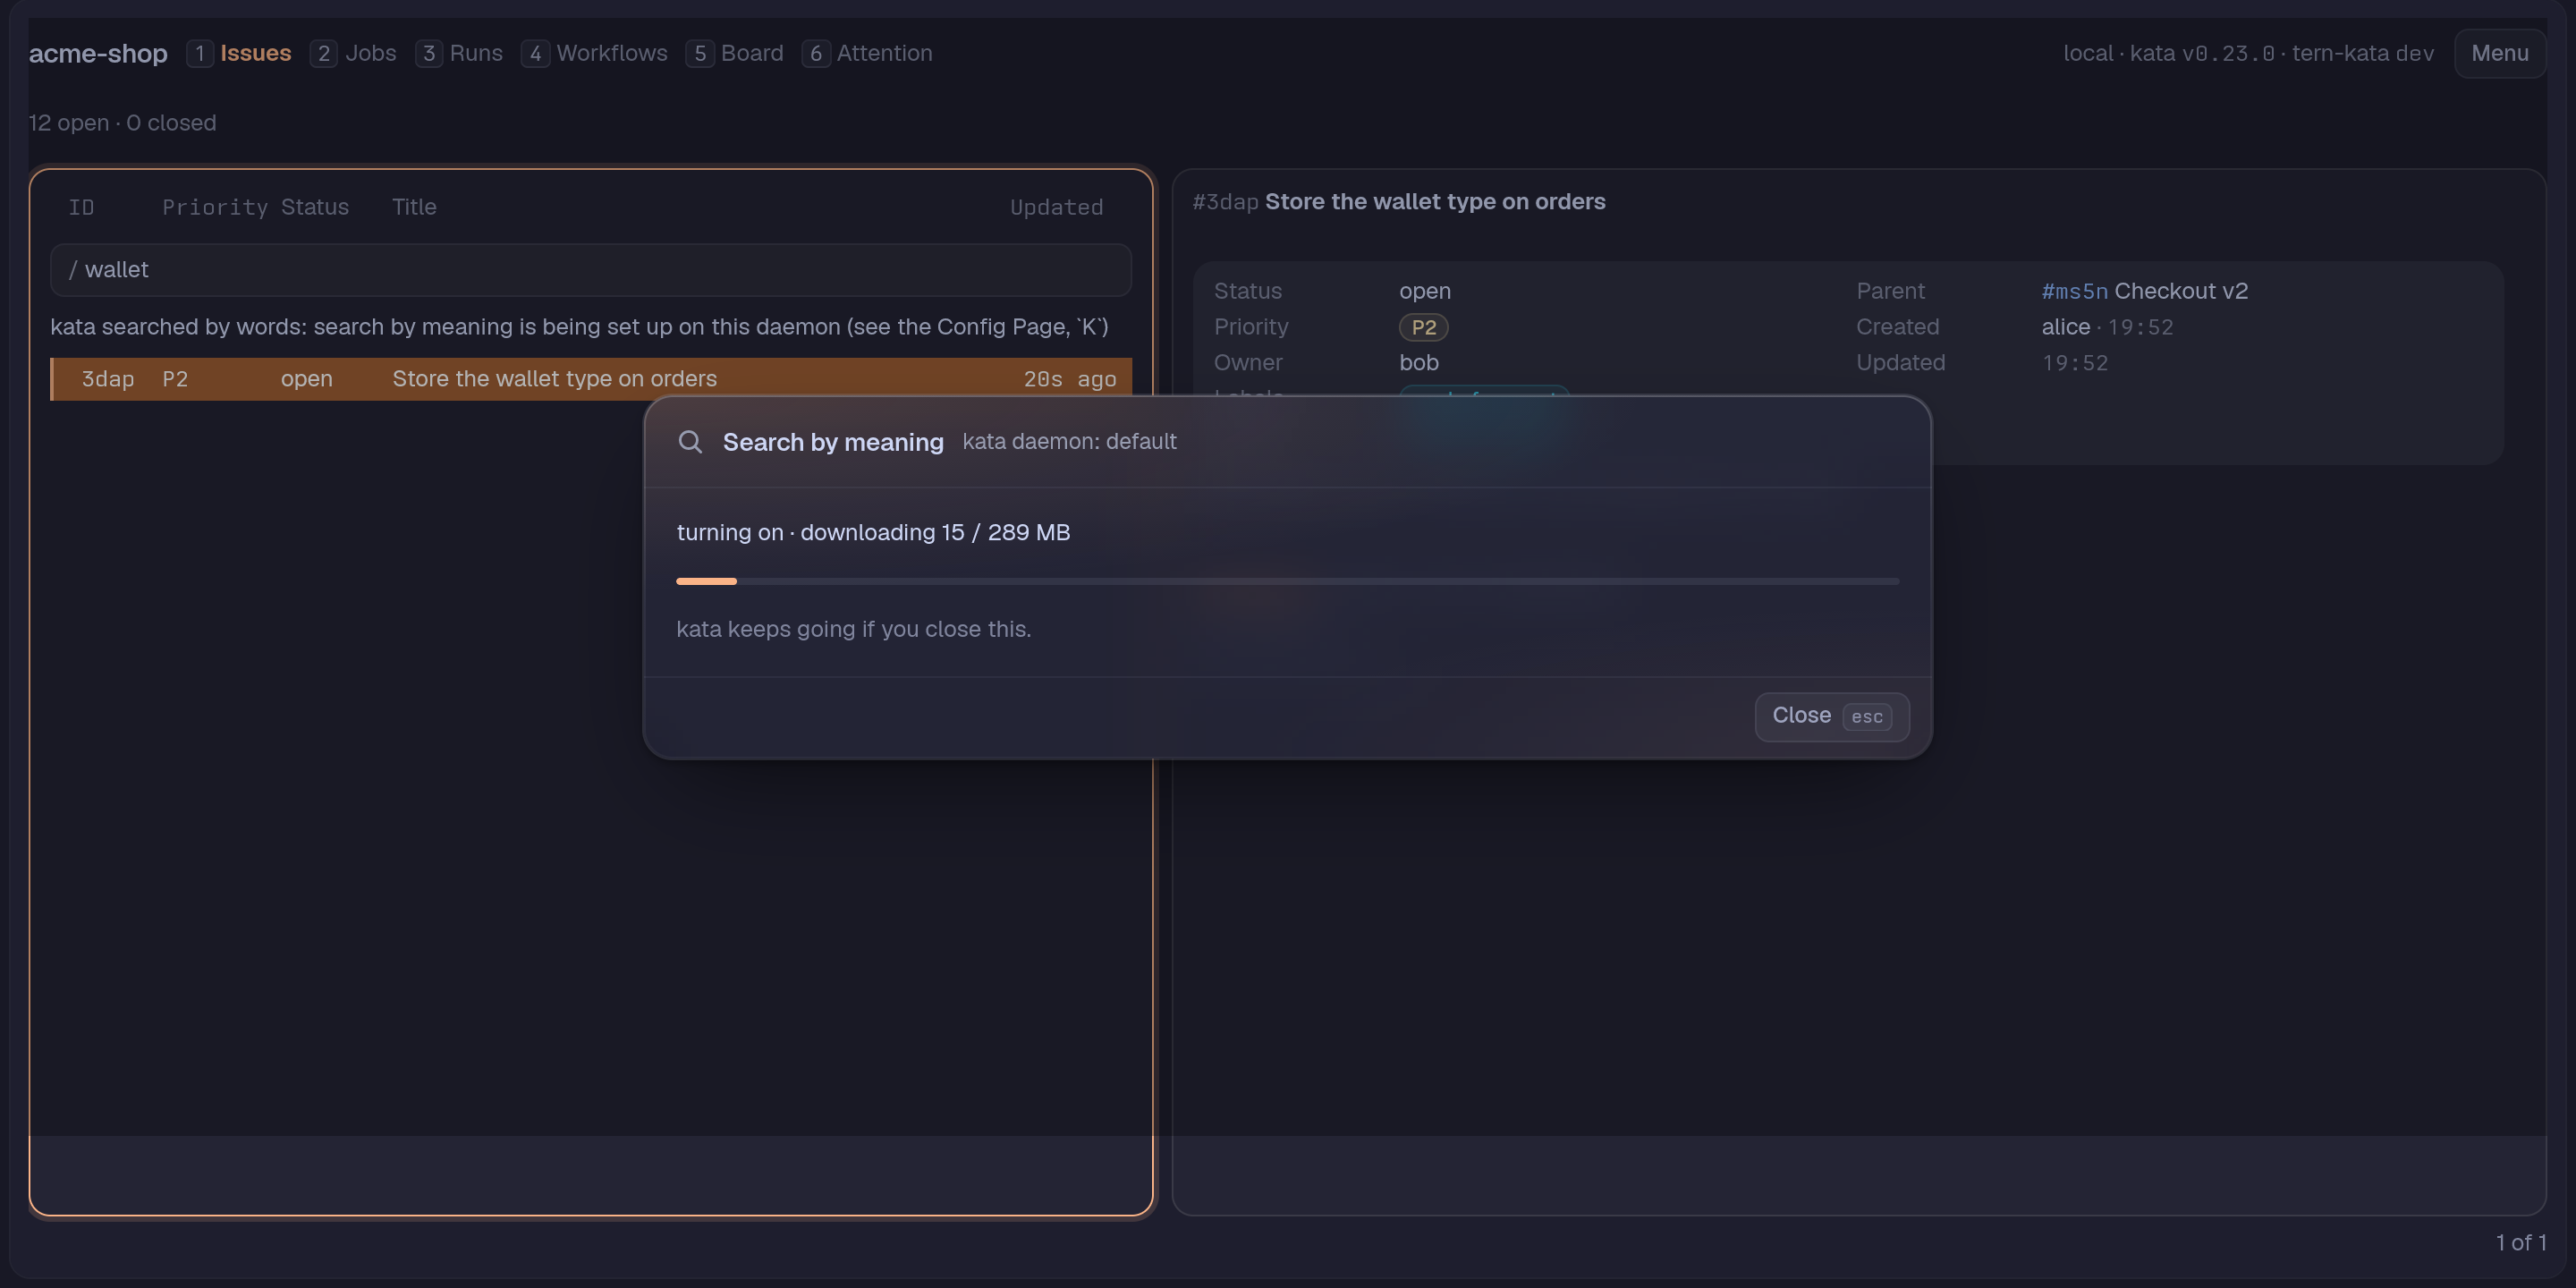 acme-shop 1 Issues 2 Jobs 3 Runs 4 Workflows 5 Board 6 Attention local · kata v0.23.0 · tern-kata dev Menu
12 open · 0 closed
ID Priority Status Title Updated
/ wallet
kata searched by words: search by meaning is being set up on this daemon (see the Config Page, `K`)
3dap P2 open Store the wallet type on orders 20s ago
#3dap Store the wallet type on orders
Status open Parent #ms5n Checkout v2
Priority P2 Created alice · 19:52
Owner bob Updated 19:52
Labels
Search by meaning kata daemon: default
turning on · downloading 15 / 289 MB
kata keeps going if you close this.
Close esc
1 of 1